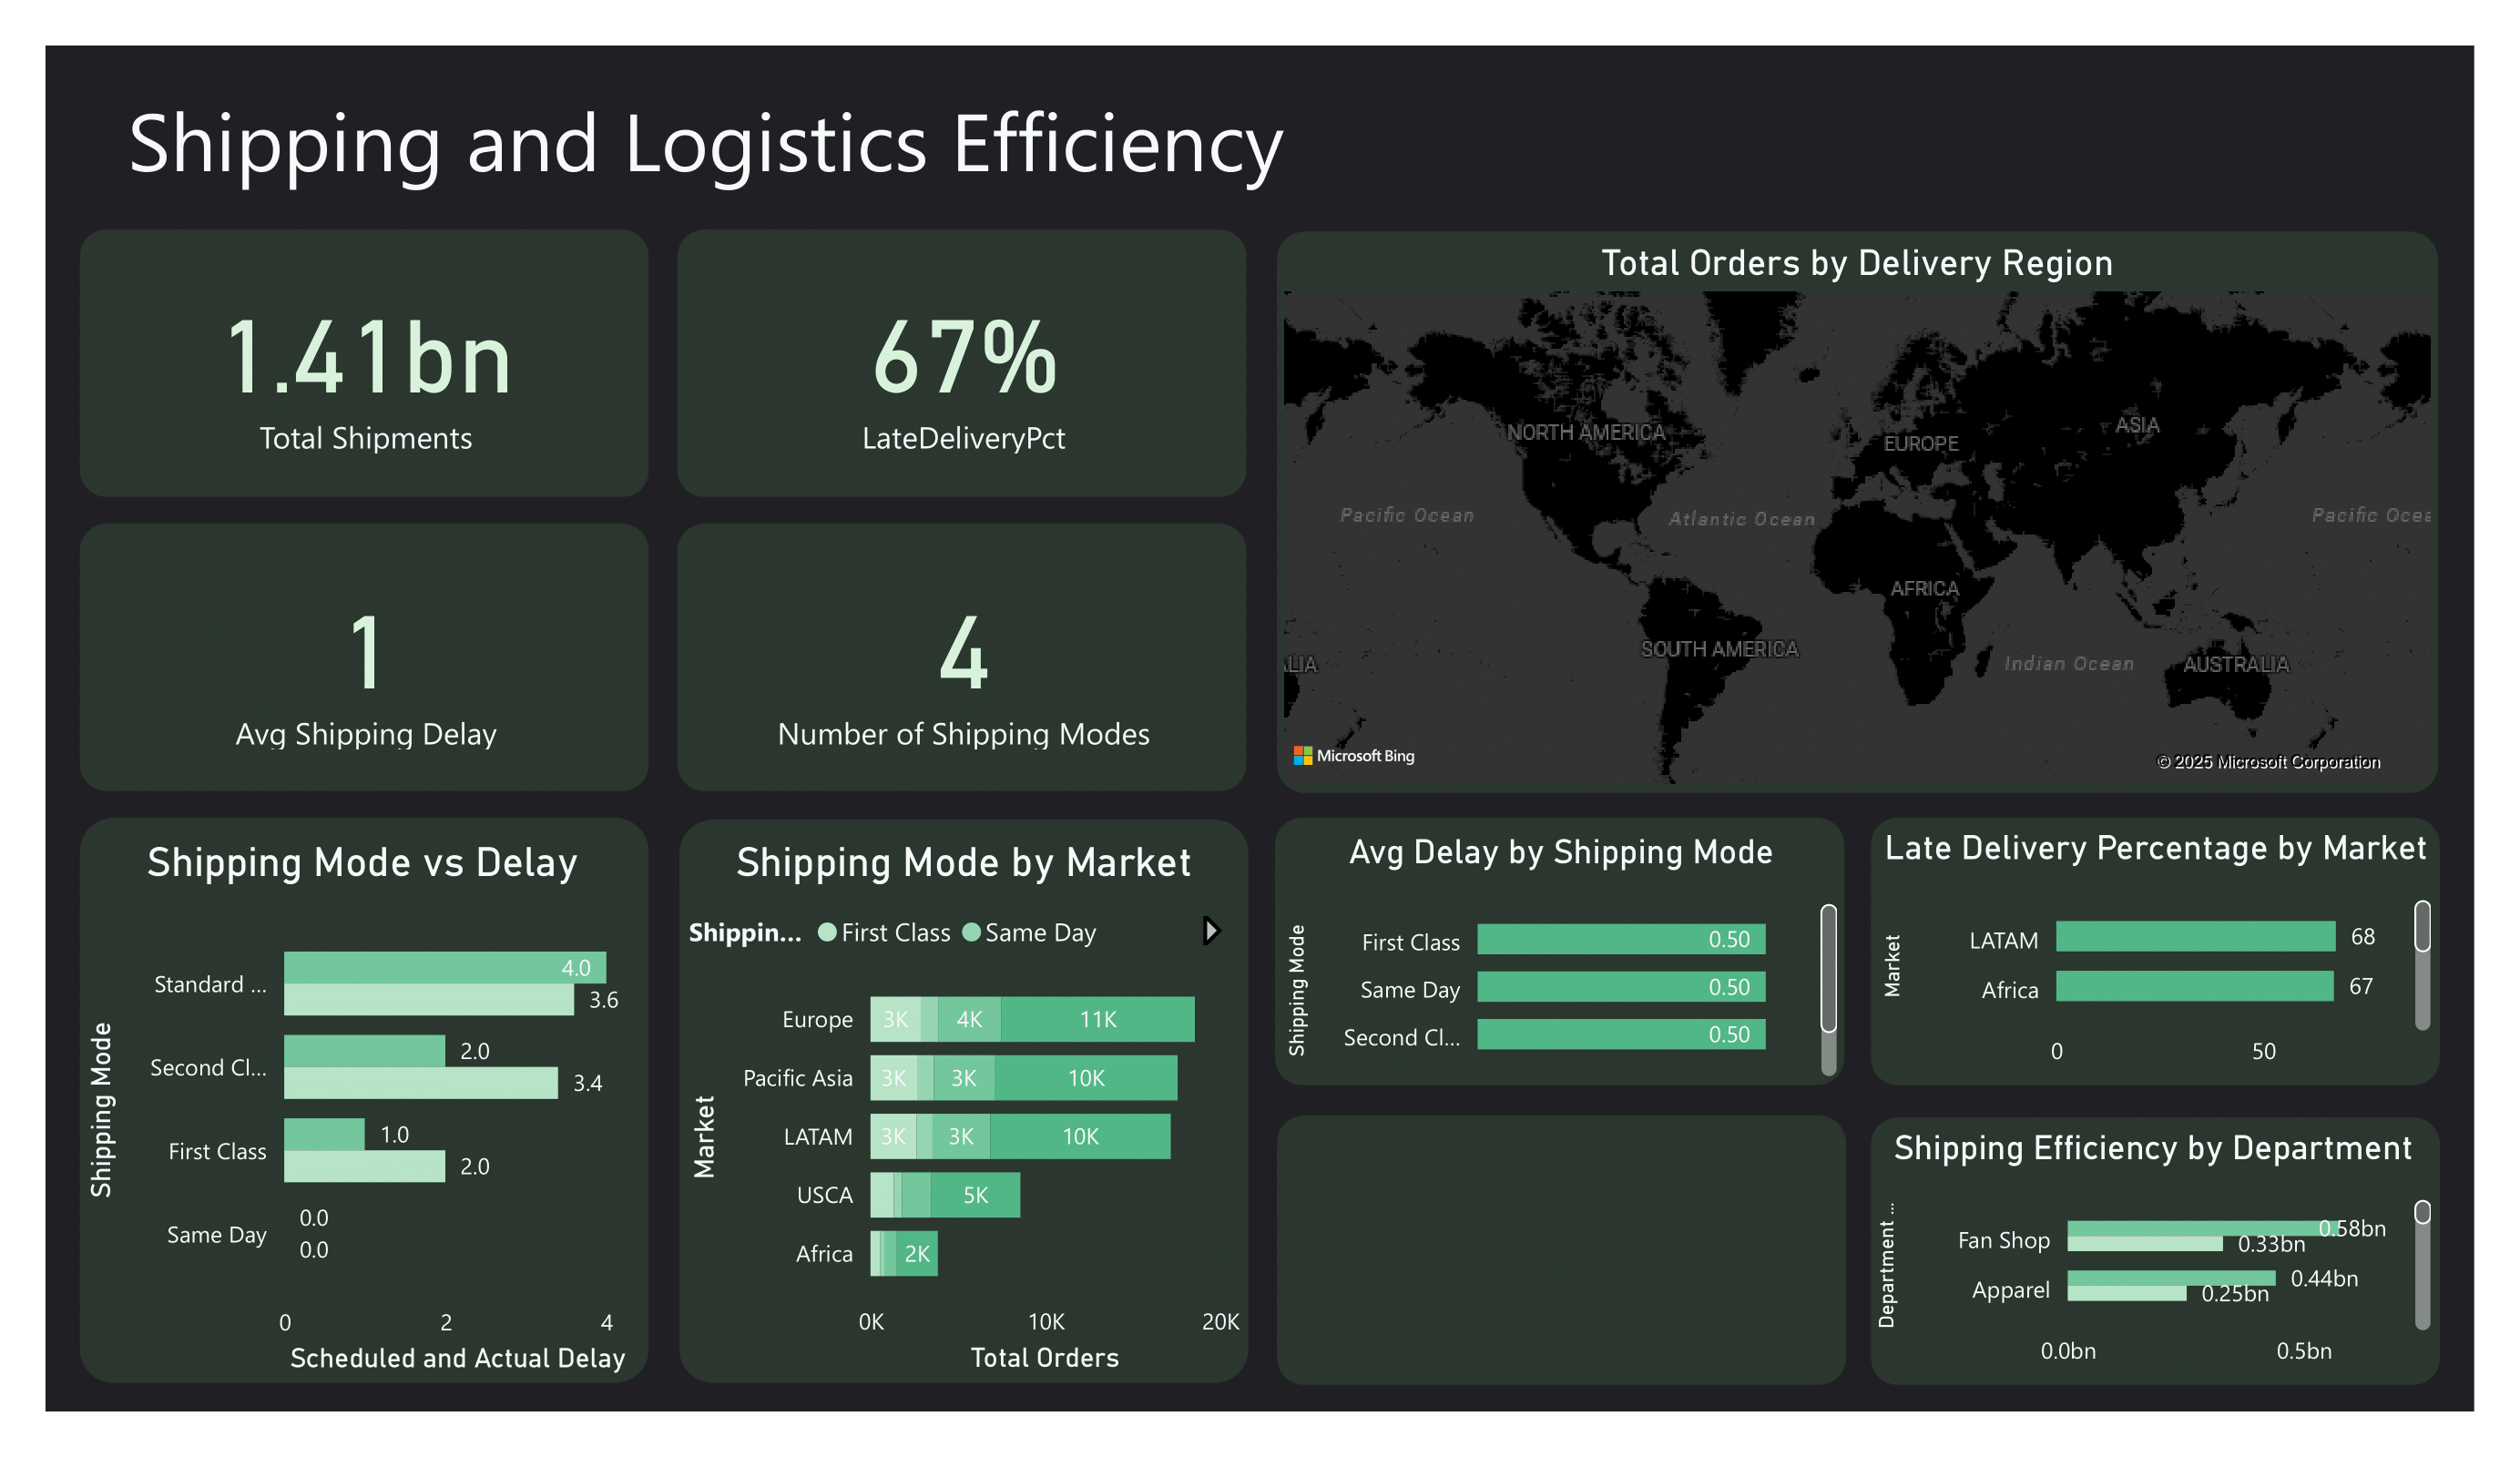 Shipping and Logistics Efficiency
1.41bn
Total Shipments
67%
LateDeliveryPct
1
Avg Shipping Delay
4
Number of Shipping Modes
Total Orders by Delivery Region
NORTH AMERICA
EUROPE
ASIA
Pacific Ocean
Atlantic Ocean
Pacific Ocea
AFRICA
SOUTH AMERICA
ALIA
Indian Ocean
AUSTRALIA
Microsoft Bing
© 2025 Microsoft Corporation
Shipping Mode vs Delay
Shipping Mode
Standard ...
4.0
3.6
Second Cl...
2.0
3.4
First Class
1.0
2.0
Same Day
0.0
0.0
0 2 4
Scheduled and Actual Delay
Shipping Mode by Market
Shippin... First Class Same Day
Market
Europe 3K 4K 11K
Pacific Asia 3K 3K 10K
LATAM 3K 3K 10K
USCA 5K
Africa 2K
0K 10K 20K
Total Orders
Avg Delay by Shipping Mode
Shipping Mode
First Class 0.50
Same Day 0.50
Second Cl... 0.50
Late Delivery Percentage by Market
Market
LATAM 68
Africa 67
0 50
Shipping Efficiency by Department
Department ...
Fan Shop
0.58bn
0.33bn
Apparel
0.44bn
0.25bn
0.0bn 0.5bn